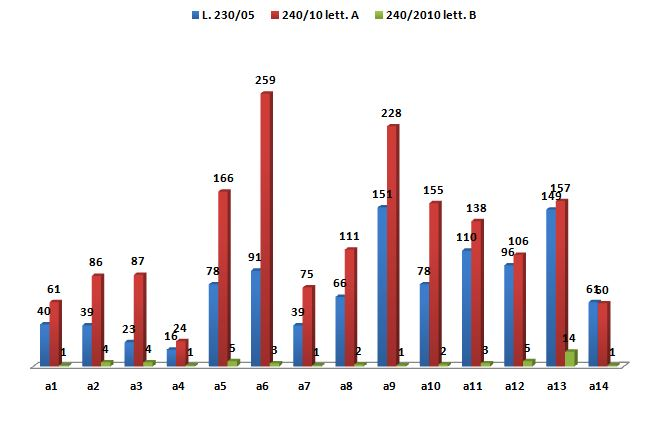 L. 230/05 240/10 lett. A 240/2010 lett. B
259
228
166
151 155 149 157
138
111 110 106
91 96
86 87
78 75 78
61 66 61 60
40 39 39
23 16 24
1 4 4 1 5 3 1 2 1 2 3 5 14 1
a1 a2 a3 a4 a5 a6 a7 a8 a9 a10 a11 a12 a13 a14